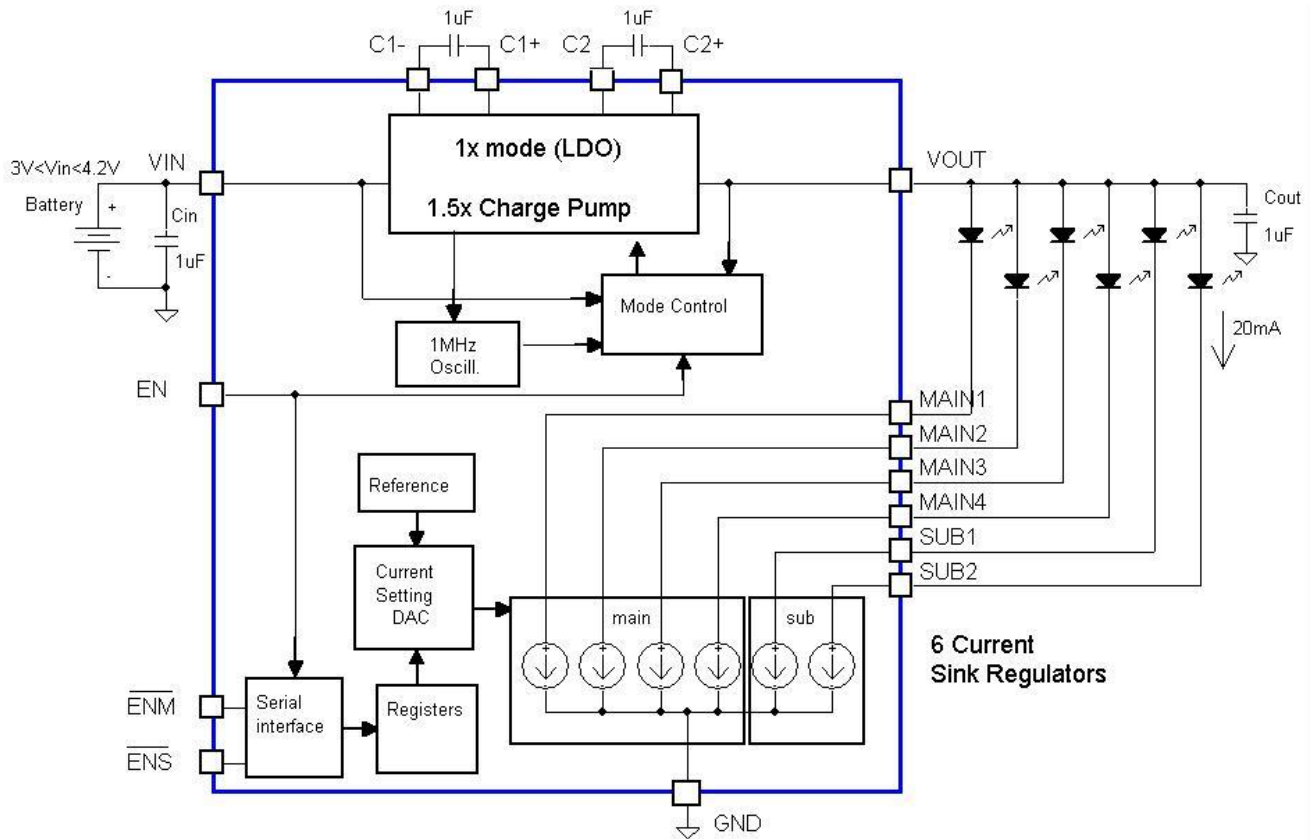 1uF
1uF
C1-
C1+
C2
C2+
1x mode (LDO)
1.5x Charge Pump
3V<Vin<4.2V
VIN
VOUT
Battery
+
-
Cin
1uF
Cout
1uF
Mode Control
1MHz
Oscill.
20mA
EN
MAIN1
MAIN2
MAIN3
MAIN4
SUB1
SUB2
Reference
Current
Setting
DAC
main
sub
6 Current
Sink Regulators
ENM
ENS
Serial
interface
Registers
GND